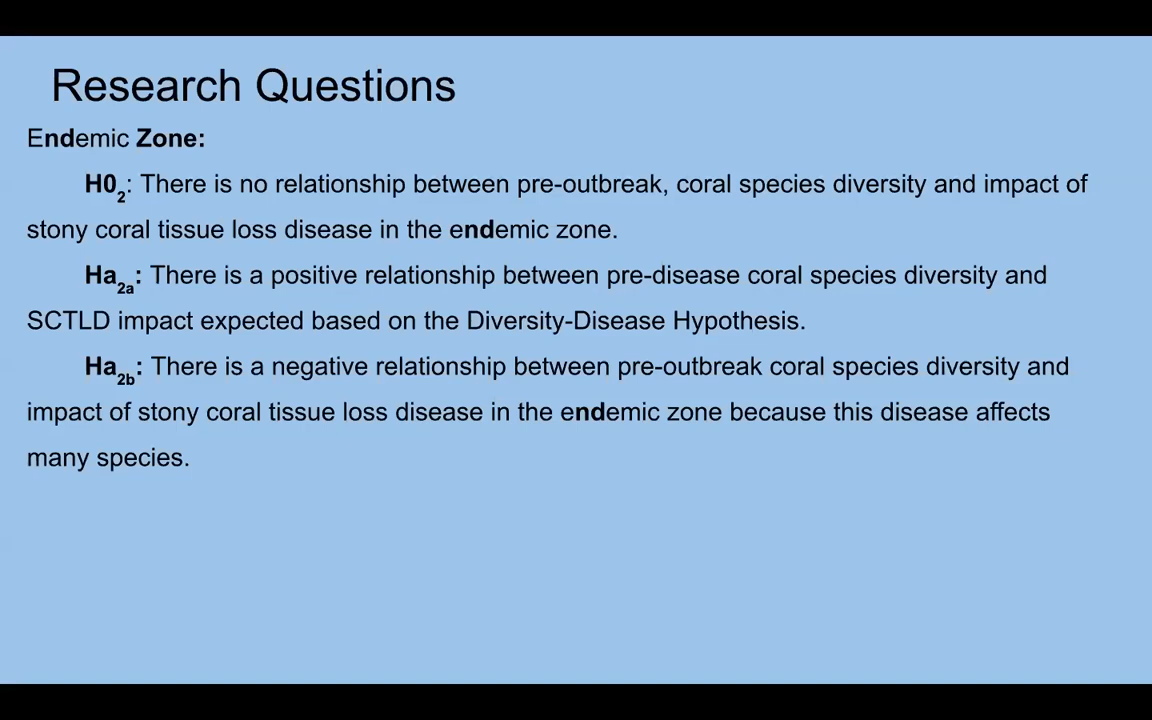 Research Questions
Endemic Zone:
H0₂: There is no relationship between pre-outbreak, coral species diversity and impact of
stony coral tissue loss disease in the endemic zone.
Ha₂ₐ: There is a positive relationship between pre-disease coral species diversity and
SCTLD impact expected based on the Diversity-Disease Hypothesis.
Ha2b: There is a negative relationship between pre-outbreak coral species diversity and
impact of stony coral tissue loss disease in the endemic zone because this disease affects
many species.